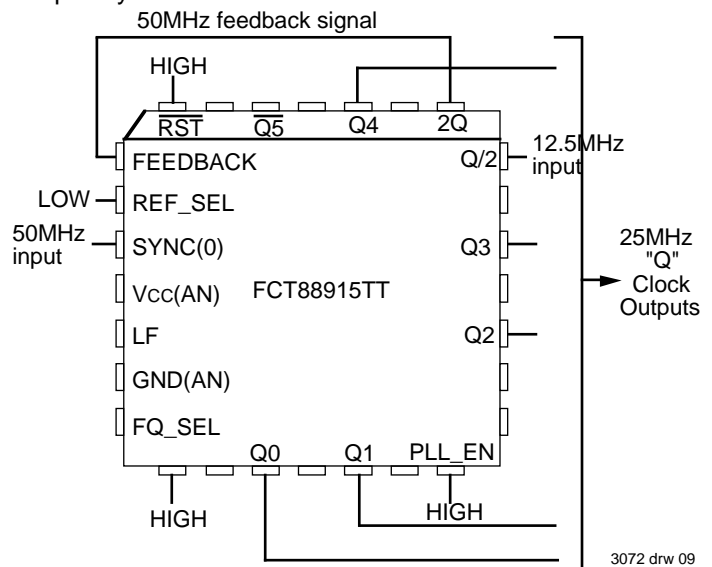 50MHz feedback signal
HIGH
RST Q5 Q4 2Q
FEEDBACK
Q/2
12.5MHz
input
LOW
REF_SEL
50MHz
input
SYNC(0)
Q3
25MHz
"Q"
Clock
Outputs
VCC(AN)
FCT88915TT
LF
Q2
GND(AN)
FQ_SEL
Q0 Q1 PLL_EN
HIGH
HIGH
3072 drw 09